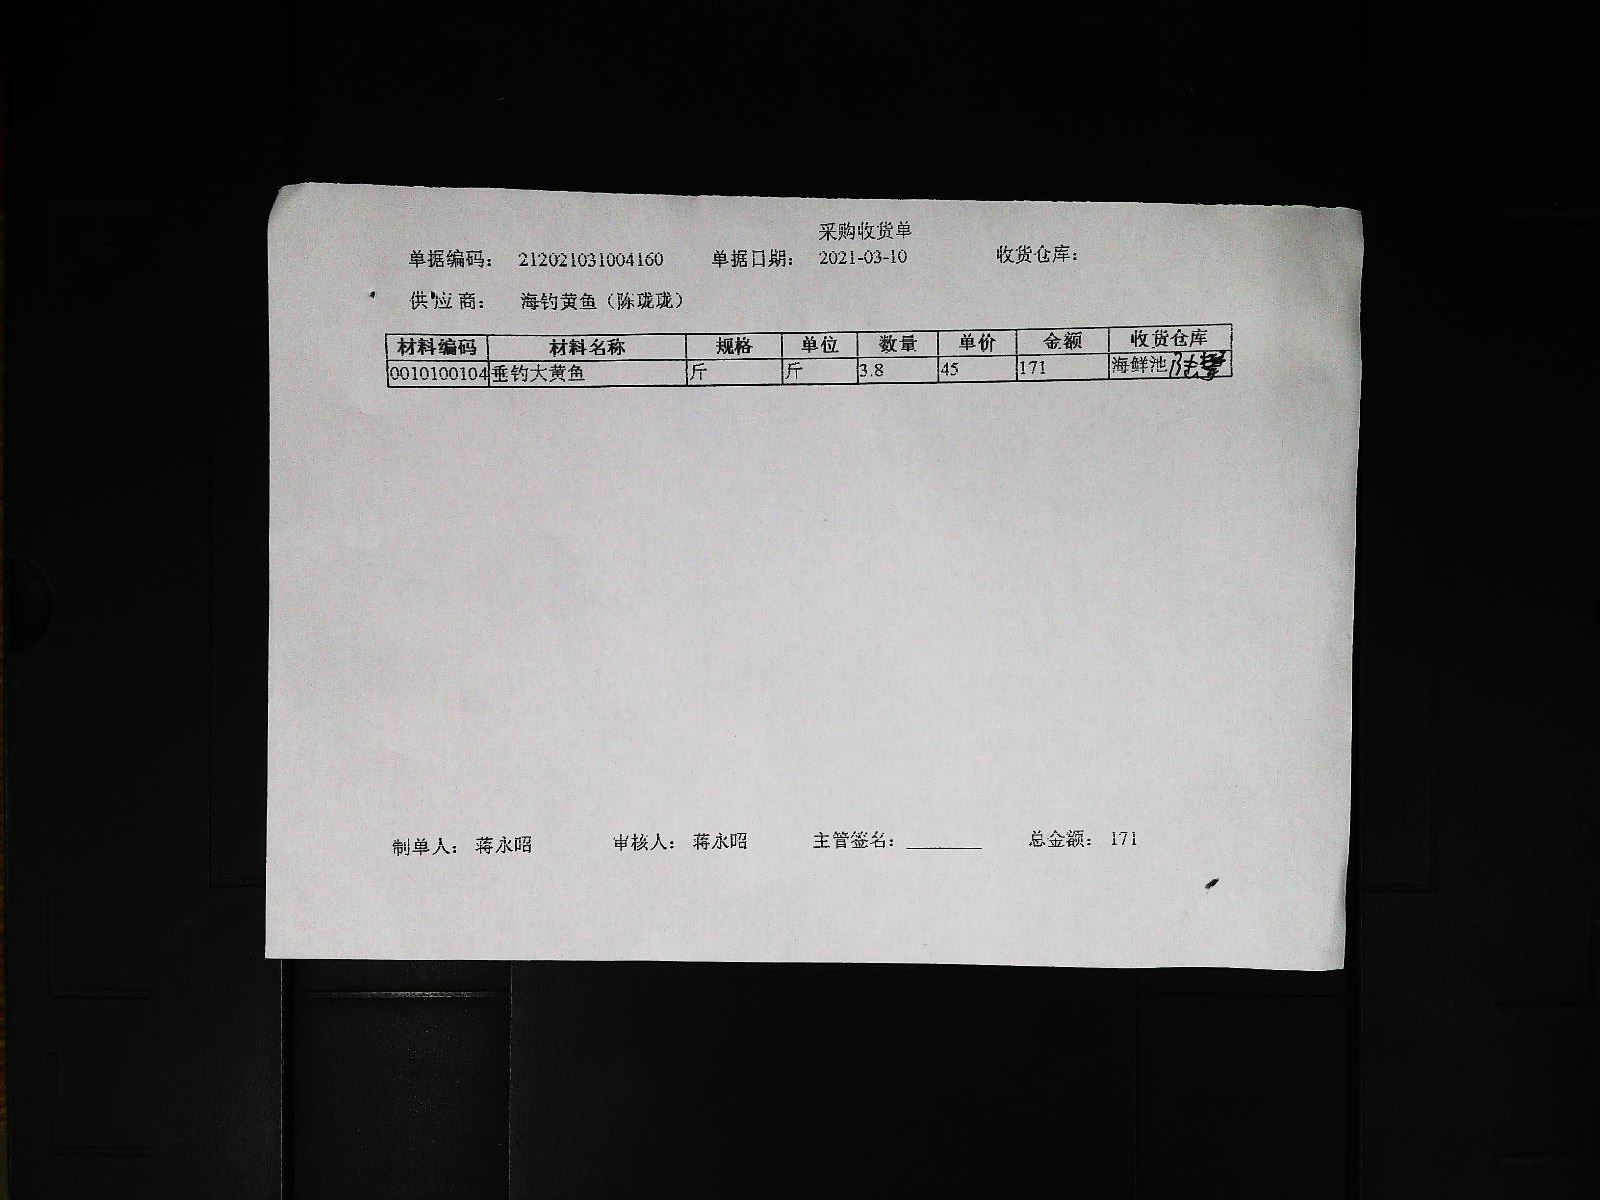 采购收货单
单据编码： 212021031004160 单据日期： 2021-03-10 收货仓库：
供应商： 海钓黄鱼（陈珑珑）
材料编码 材料名称 规格 单位 数量 单价 金额 收货仓库
0010100104 垂钓大黄鱼 斤 斤 3.8 45 171 海鲜池
制单人： 蒋永昭 审核人： 蒋永昭 主管签名：________ 总金额： 171